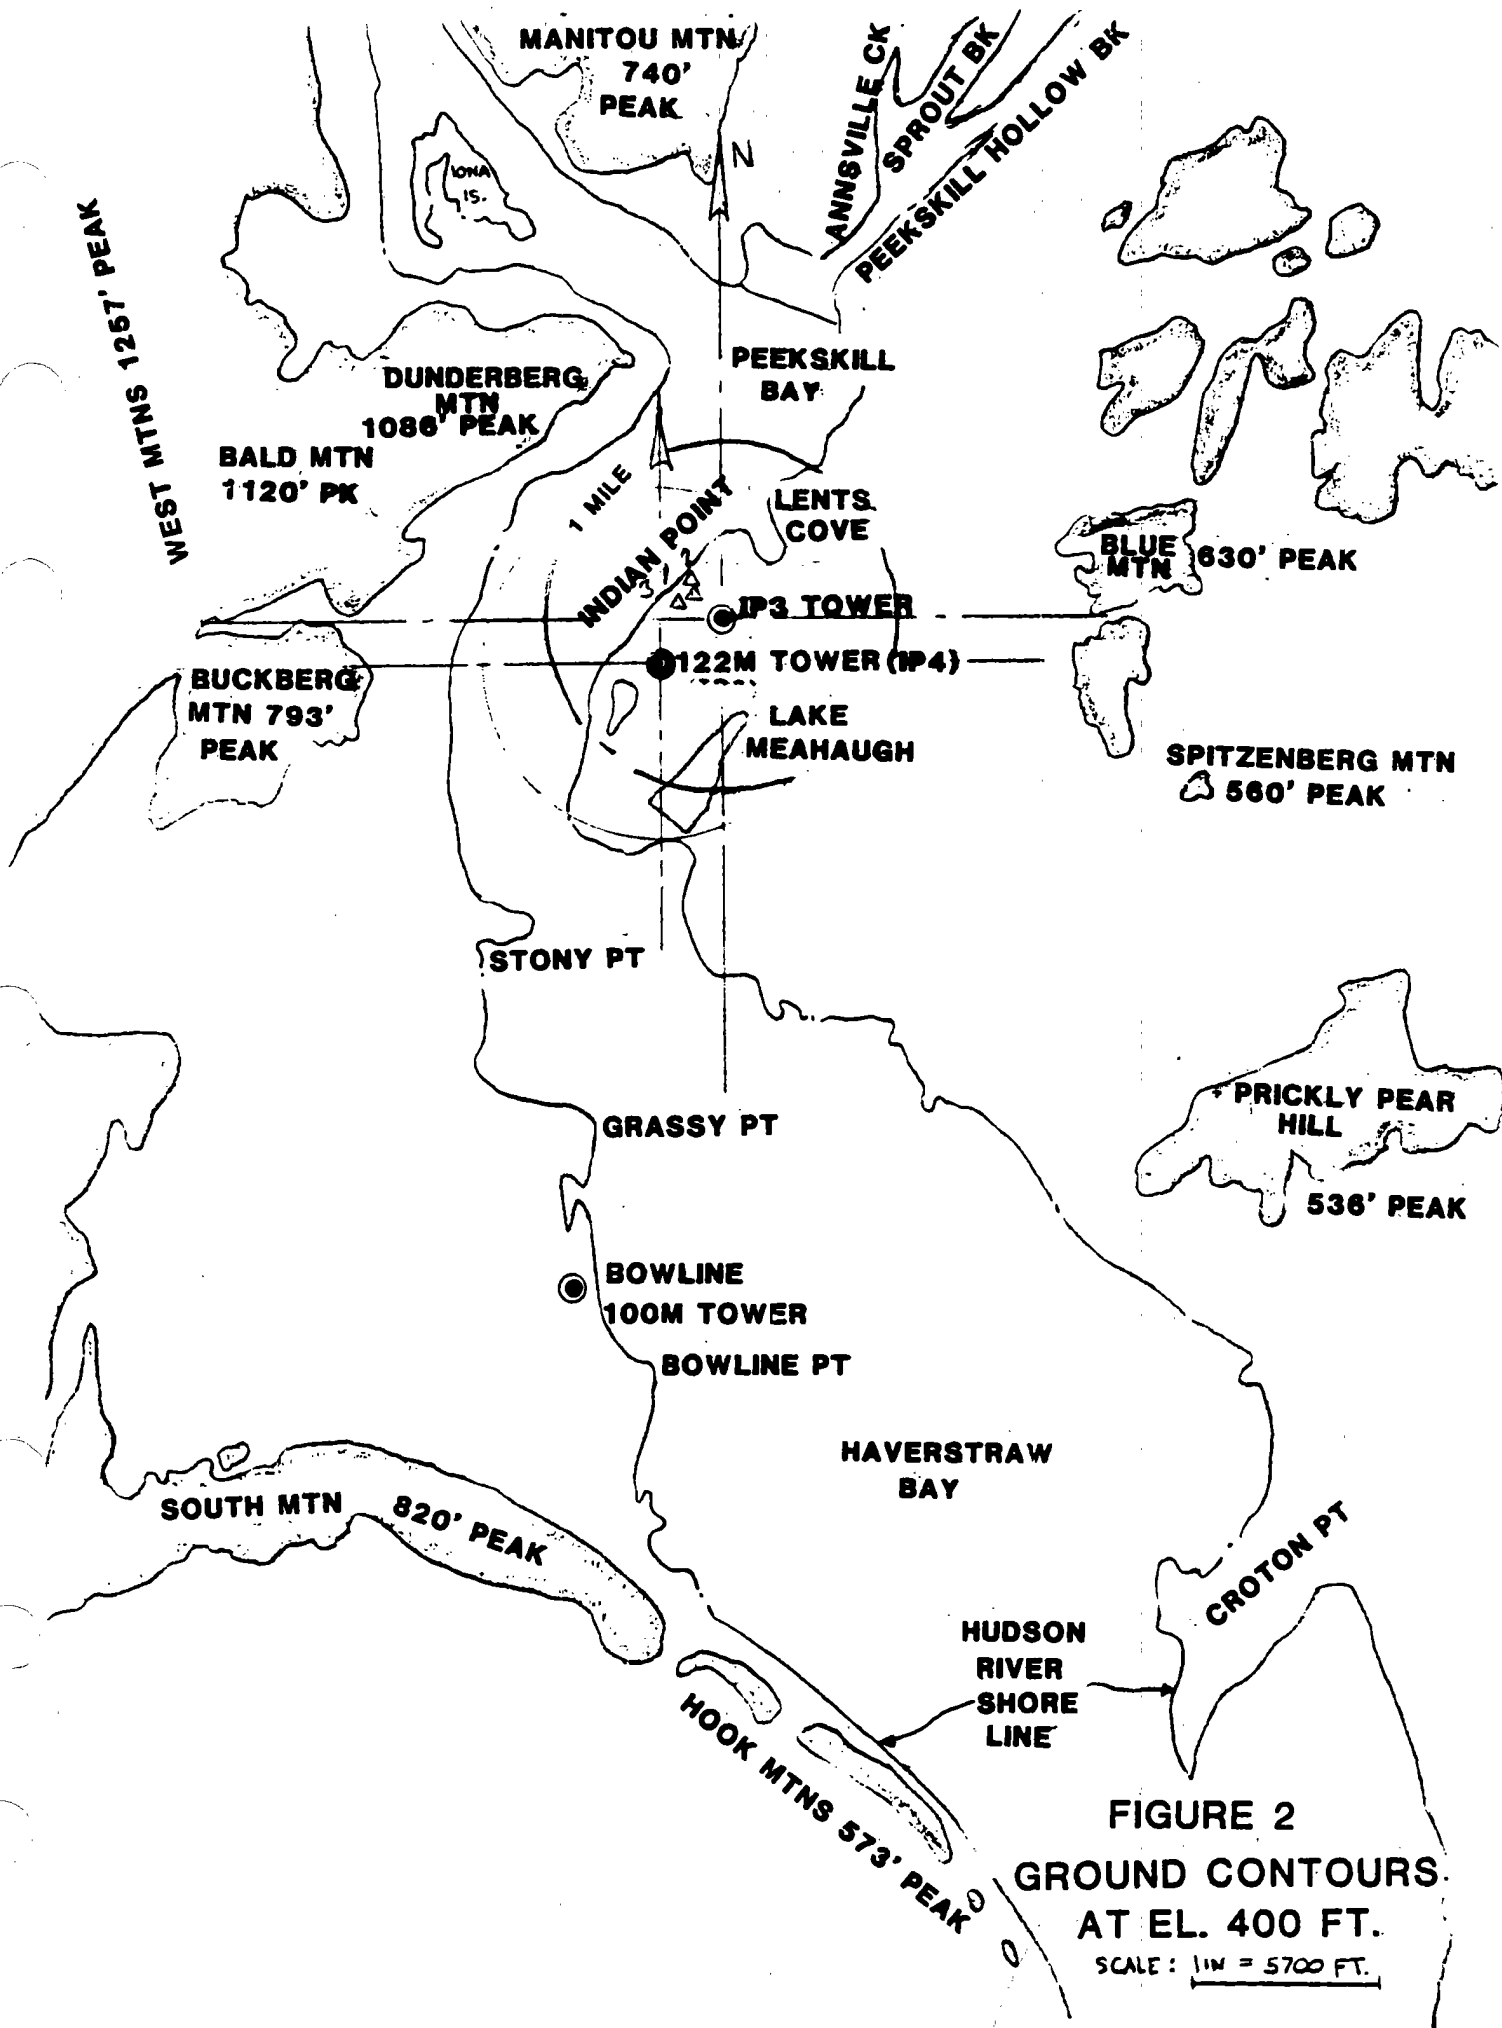 MANITOU MTN
740'
PEAK
ANNSVILLE CK
SPROUT BK
PEEKSKILL HOLLOW BK
N
IONA
IS.
WEST MTNS 1257' PEAK
DUNDERBERG
MTN
1086' PEAK
PEEKSKILL
BAY
BALD MTN
1120' PK
1 MILE
INDIAN POINT
3 1 2
LENTS
COVE
BLUE
MTN
630' PEAK
IP3 TOWER
122M TOWER (IP4)
BUCKBERG
MTN 793'
PEAK
LAKE
MEAHAUGH
SPITZENBERG MTN
560' PEAK
STONY PT
GRASSY PT
PRICKLY PEAR
HILL
536' PEAK
BOWLINE
100M TOWER
BOWLINE PT
HAVERSTRAW
BAY
SOUTH MTN 820' PEAK
CROTON PT
HUDSON
RIVER
SHORE
LINE
HOOK MTNS 573' PEAK
FIGURE 2
GROUND CONTOURS
AT EL. 400 FT.
SCALE: 1IN = 5700 FT.